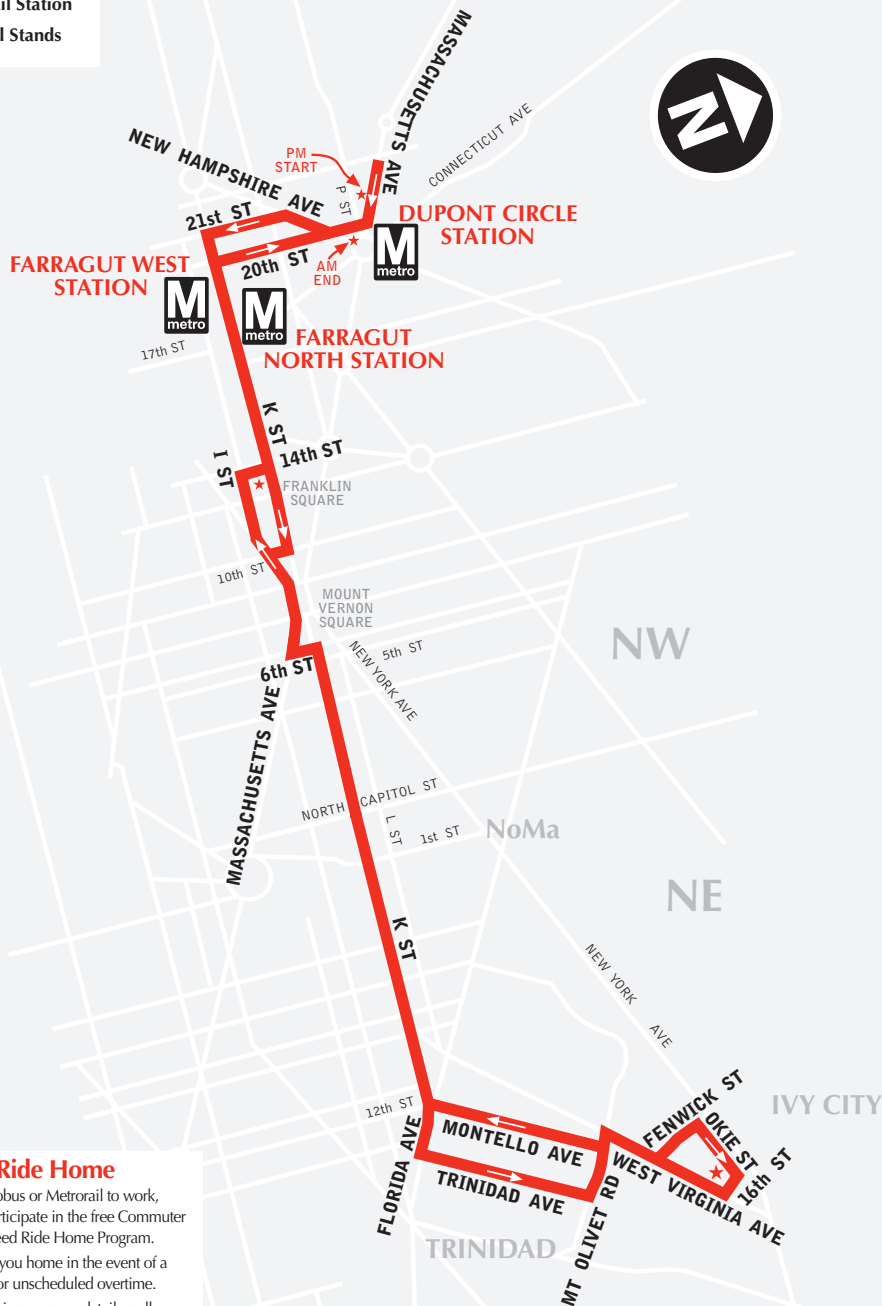 il Station
l Stands
MASSACHUSETTS AVE
N
NEW HAMPSHIRE AVE
PM
START
CONNECTICUT AVE
P ST
21st ST
DUPONT CIRCLE
STATION
M
metro
20th ST
AM
END
FARRAGUT WEST
STATION
M
metro
M
metro
FARRAGUT
NORTH STATION
17th ST
K ST
14th ST
I ST
FRANKLIN
SQUARE
10th ST
MOUNT
VERNON
SQUARE
NW
5th ST
NEW YORK AVE
6th ST
MASSACHUSETTS AVE
NORTH CAPITOL ST
L ST
1st ST
NoMa
NE
K ST
NEW YORK AVE
12th ST
FENWICK ST
OKIE ST
IVY CITY
MONTELLO AVE
FLORIDA AVE
TRINIDAD AVE
WEST VIRGINIA AVE
16th ST
MT OLIVET RD
TRINIDAD
Ride Home
obus or Metrorail to work,
rticipate in the free Commuter
eed Ride Home Program.
you home in the event of a
or unscheduled overtime.